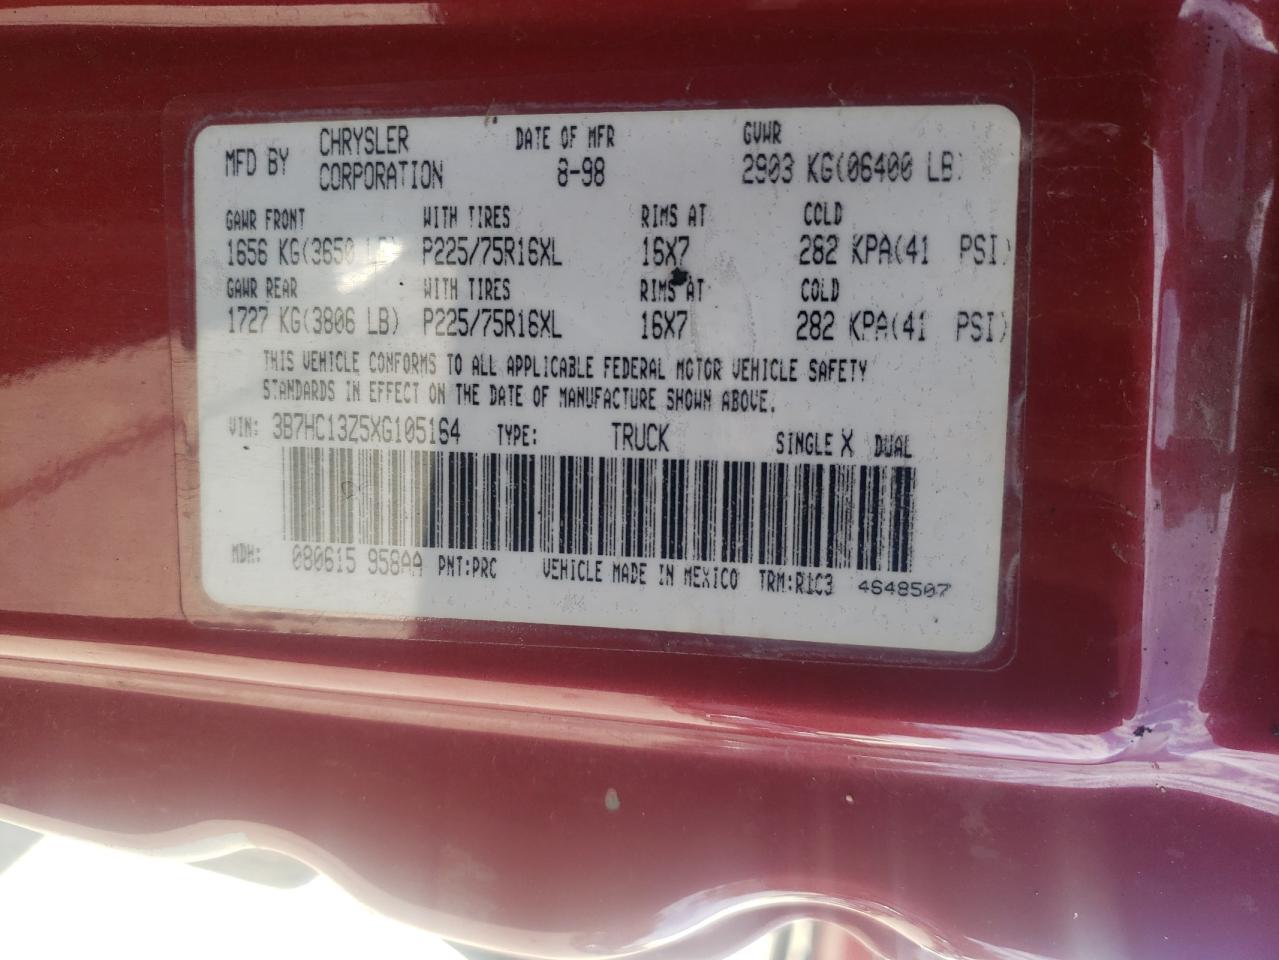 MFD BY CHRYSLER CORPORATION DATE OF MFR 8-98 GVWR 2903 KG(06400 LB)
GAWR FRONT WITH TIRES RIMS AT COLD
1656 KG(3650 LB) P225/75R16XL 16X7 282 KPA(41 PSI)
GAWR REAR WITH TIRES RIMS AT COLD
1727 KG(3806 LB) P225/75R16XL 16X7 282 KPA(41 PSI)
THIS VEHICLE CONFORMS TO ALL APPLICABLE FEDERAL MOTOR VEHICLE SAFETY
STANDARDS IN EFFECT ON THE DATE OF MANUFACTURE SHOWN ABOVE.
VIN: 3B7HC13Z5XG105164 TYPE: TRUCK SINGLE X DUAL
MDH: 080615 958AA PNT:PRC VEHICLE MADE IN MEXICO TRM:R1C3 4648507